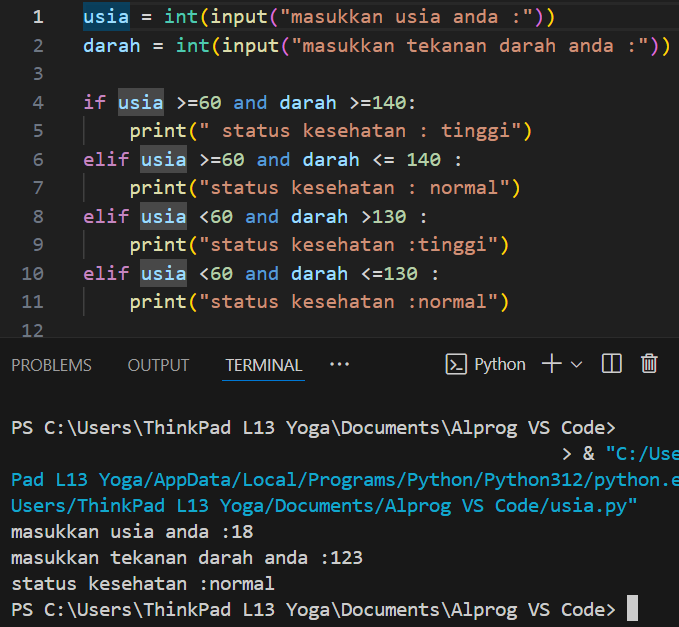 1 usia = int(input("masukkan usia anda :"))
2 darah = int(input("masukkan tekanan darah anda :"))
3
4 if usia >=60 and darah >=140:
5 print(" status kesehatan : tinggi")
6 elif usia >=60 and darah <= 140 :
7 print("status kesehatan : normal")
8 elif usia <60 and darah >130 :
9 print("status kesehatan :tinggi")
10 elif usia <60 and darah <=130 :
11 print("status kesehatan :normal")
12
PROBLEMS OUTPUT TERMINAL ··· Python
PS C:\Users\ThinkPad L13 Yoga\Documents\Alprog VS Code>
> & "C:/Use
Pad L13 Yoga/AppData/Local/Programs/Python/Python312/python.e
Users/ThinkPad L13 Yoga/Documents/Alprog VS Code/usia.py"
masukkan usia anda :18
masukkan tekanan darah anda :123
status kesehatan :normal
PS C:\Users\ThinkPad L13 Yoga\Documents\Alprog VS Code>